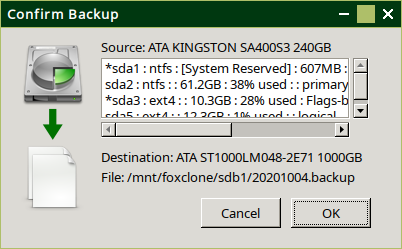 Confirm Backup
Source: ATA KINGSTON SA400S3 240GB
*sda1 : ntfs : [System Reserved] : 607MB :
sda2 : ntfs : : 61.2GB : 38% used : : primary
*sda3 : ext4 : : 10.3GB : 28% used : Flags-b
sda5 : ext4 : : 12.3GB : 1% used : : logical
Destination: ATA ST1000LM048-2E71 1000GB
File: /mnt/foxclone/sdb1/20201004.backup
Cancel
OK